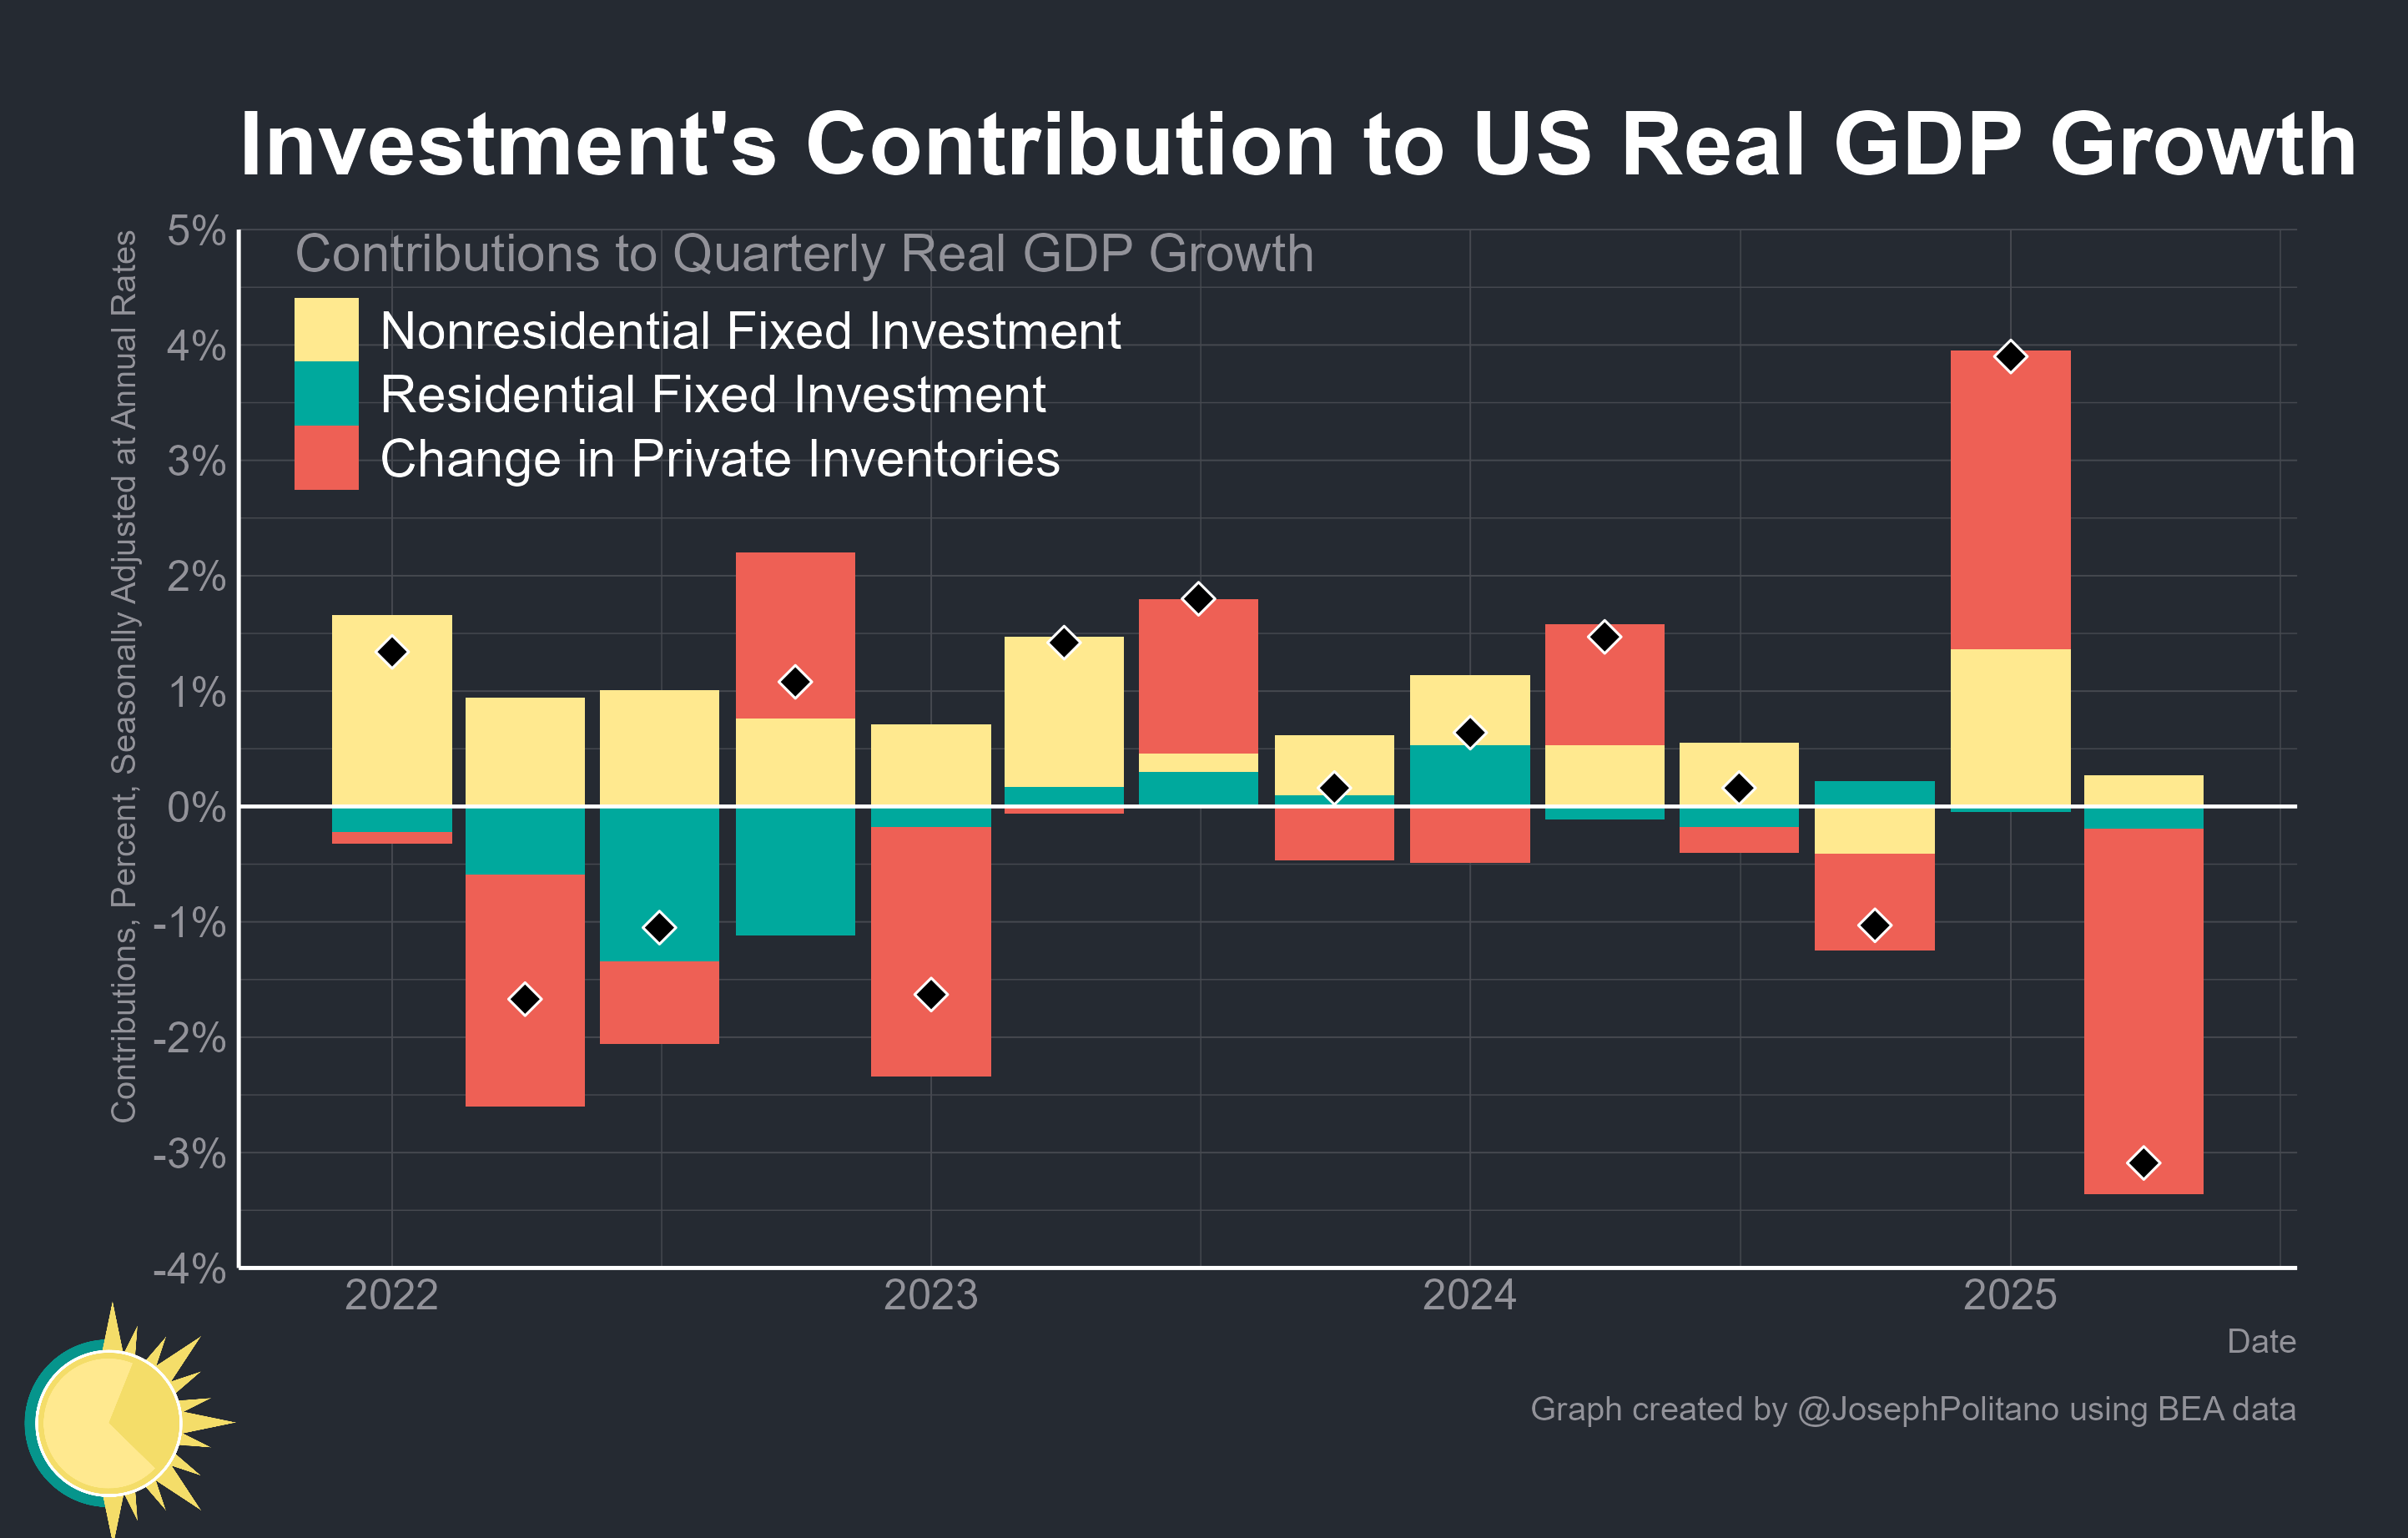 Investment's Contribution to US Real GDP Growth
Contributions to Quarterly Real GDP Growth
Nonresidential Fixed Investment
Residential Fixed Investment
Change in Private Inventories
Contributions, Percent, Seasonally Adjusted at Annual Rates
5%
4%
3%
2%
1%
0%
-1%
-2%
-3%
-4%
2022
2023
2024
2025
Date
Graph created by @JosephPolitano using BEA data